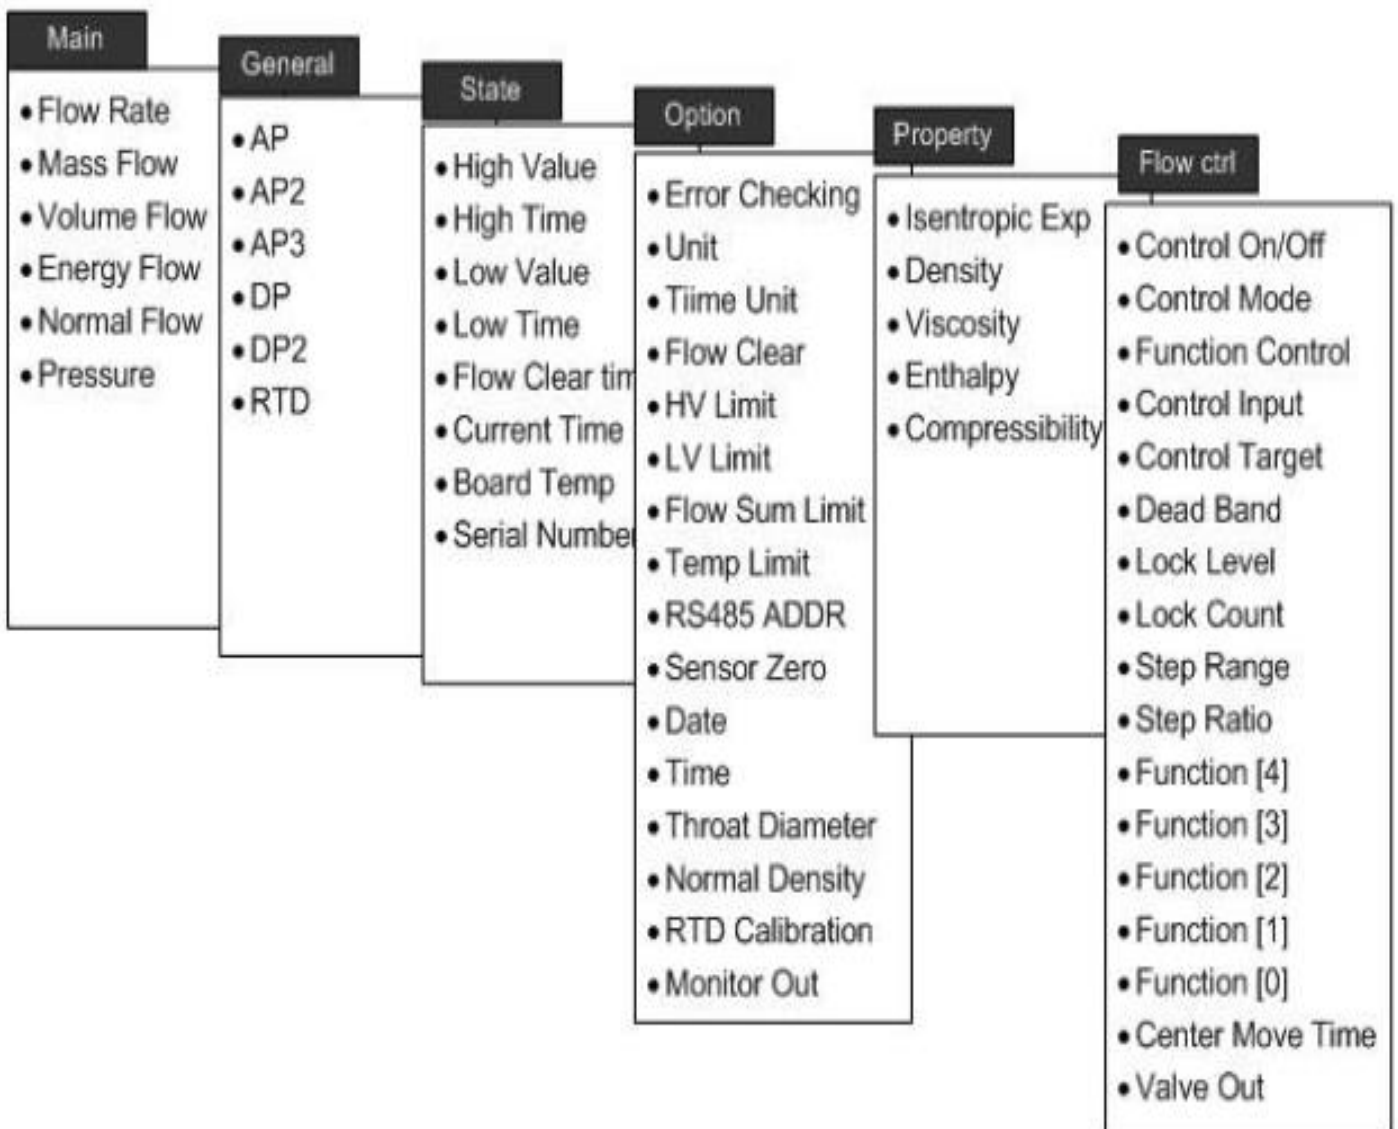 Main
Flow Rate
Mass Flow
Volume Flow
Energy Flow
Normal Flow
Pressure
General
AP
AP2
AP3
DP
DP2
RTD
State
High Value
High Time
Low Value
Low Time
Flow Clear tim
Current Time
Board Temp
Serial Number
Option
Error Checking
Unit
Tiime Unit
Flow Clear
HV Limit
LV Limit
Flow Sum Limit
Temp Limit
RS485 ADDR
Sensor Zero
Date
Time
Throat Diameter
Normal Density
RTD Calibration
Monitor Out
Property
Isentropic Exp
Density
Viscosity
Enthalpy
Compressibility
Flow ctrl
Control On/Off
Control Mode
Function Control
Control Input
Control Target
Dead Band
Lock Level
Lock Count
Step Range
Step Ratio
Function [4]
Function [3]
Function [2]
Function [1]
Function [0]
Center Move Time
Valve Out